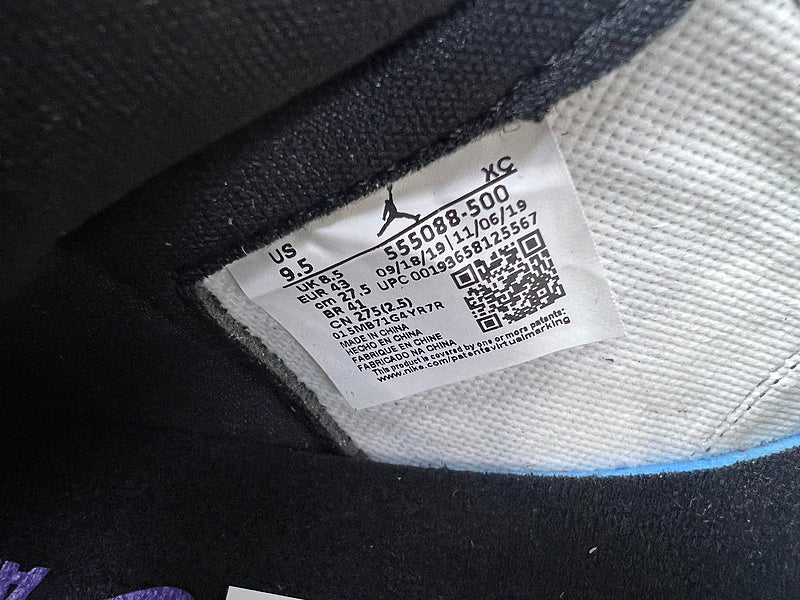 XC
US
9.5
555088-500
UK 8.5
09/18/19 | 11/06/19
EUR 43
UPC 00193658125567
cm 27.5
BR 41
CN 275(2.5)
MADE IN CHINA
HECHO EN CHINA
FABRIQUE EN CHINE
FABRICADO NA CHINA
This product is covered by one or more patents:
www.nike.com/patentsvirtualmarking